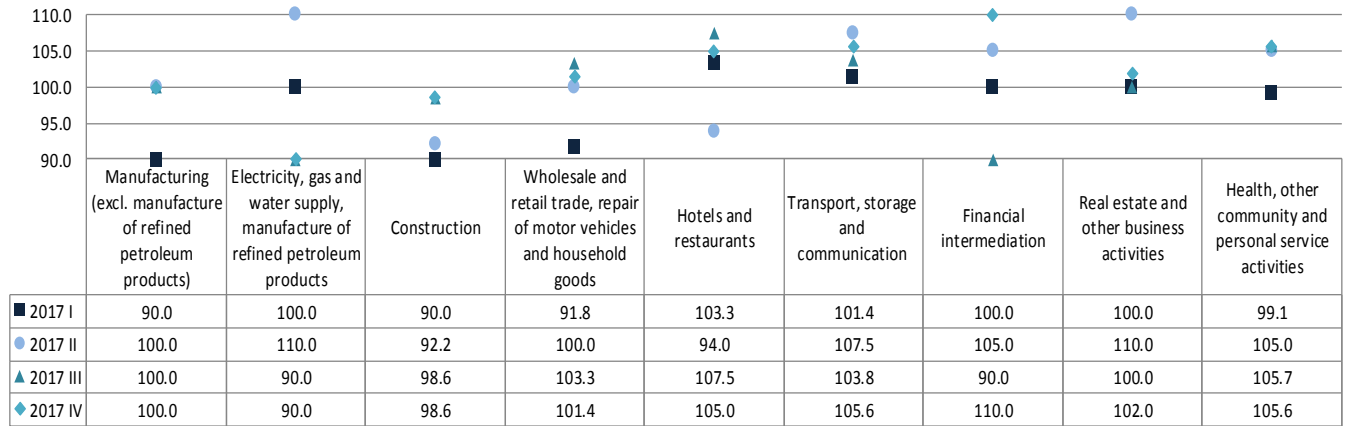 110.0
105.0
100.0
95.0
90.0
Manufacturing
(excl. manufacture
of refined
petroleum
products)
Electricity, gas and
water supply,
manufacture of
refined petroleum
products
Construction
Wholesale and
retail trade, repair
of motor vehicles
and household
goods
Hotels and
restaurants
Transport, storage
and
communication
Financial
intermediation
Real estate and
other business
activities
Health, other
community and
personal service
activities
2017 I 90.0 100.0 90.0 91.8 103.3 101.4 100.0 100.0 99.1
2017 II 100.0 110.0 92.2 100.0 94.0 107.5 105.0 110.0 105.0
2017 III 100.0 90.0 98.6 103.3 107.5 103.8 90.0 100.0 105.7
2017 IV 100.0 90.0 98.6 101.4 105.0 105.6 110.0 102.0 105.6